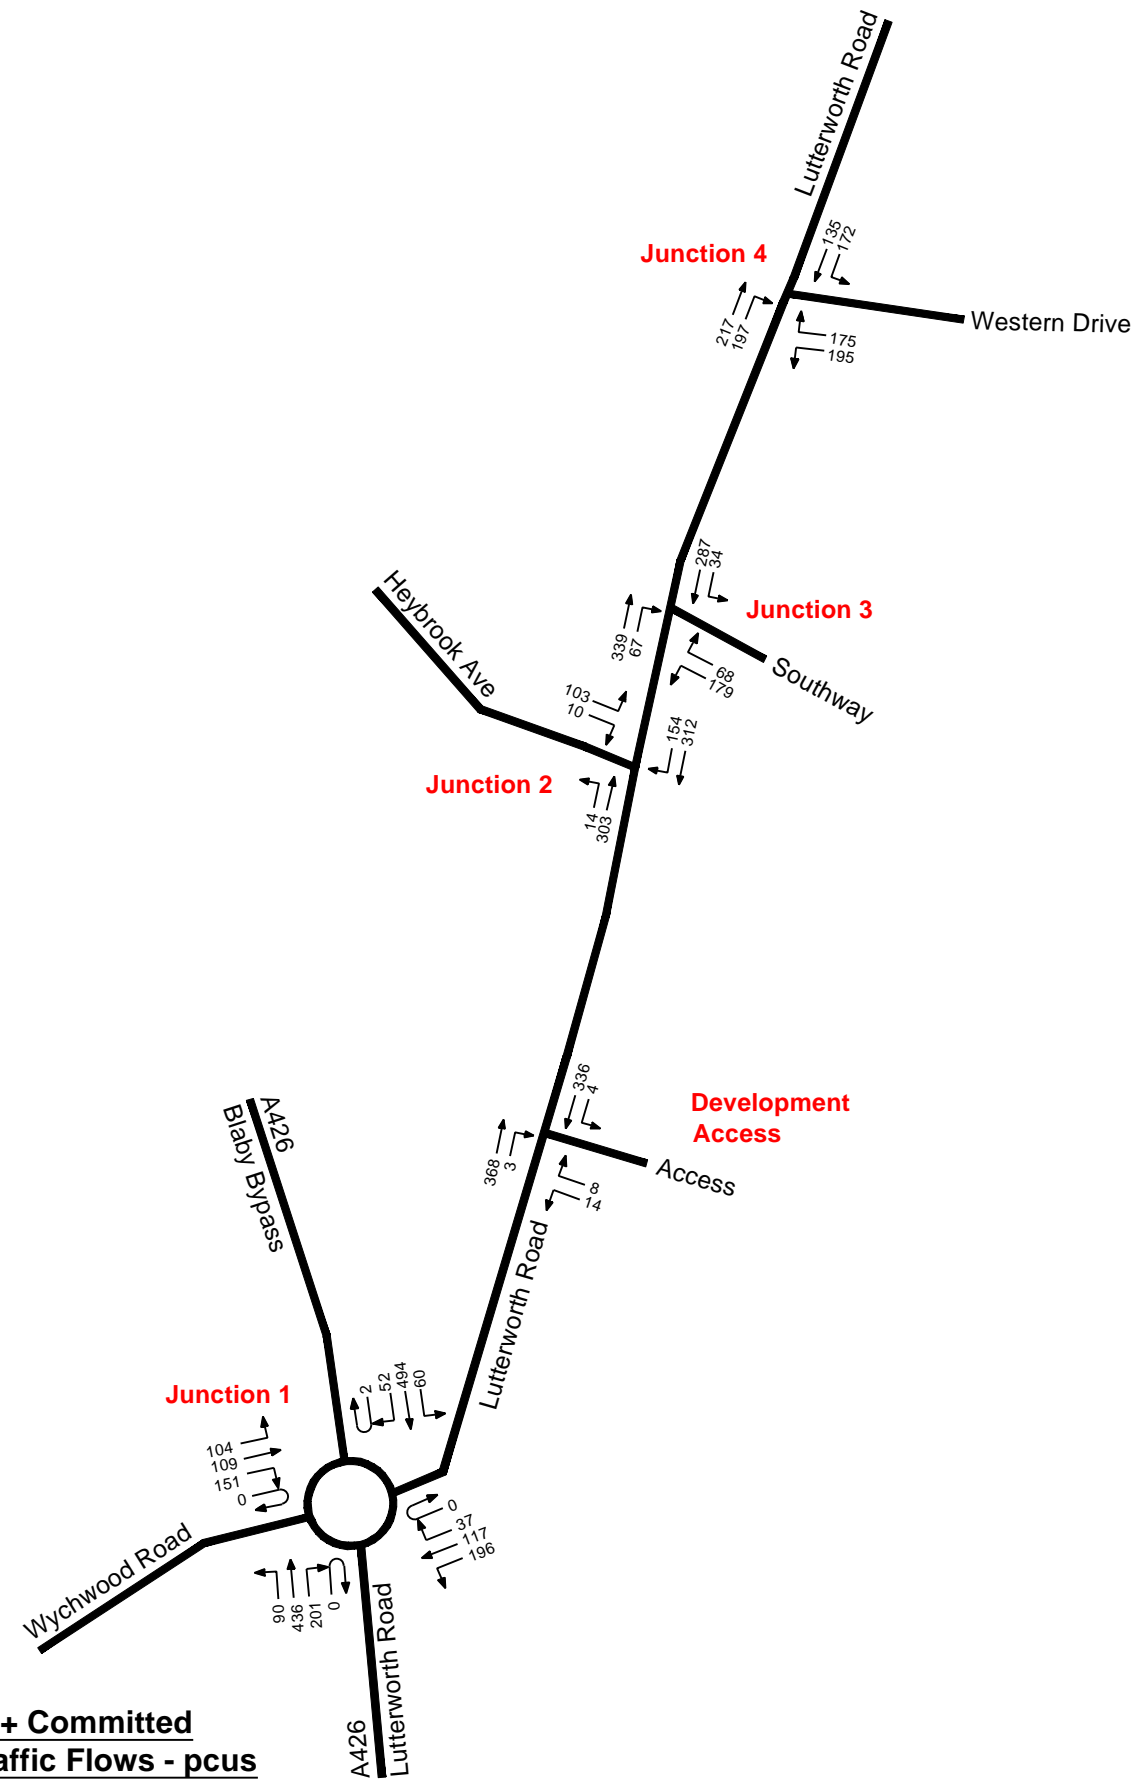 Lutterworth Road
135
172
Junction 4
217
197
Western Drive
175
195
287
34
Junction 3
Heybrook Ave
339
67
68
179
Southway
103
10
154
312
Junction 2
14
303
336
4
Development
Access
A426
Blaby Bypass
368
3
Access
8
14
Lutterworth Road
2
52
494
60
Junction 1
104
109
151
0
0
37
117
196
Wychwood Road
90
436
201
0
A426
Lutterworth Road
+ Committed
affic Flows - pcus